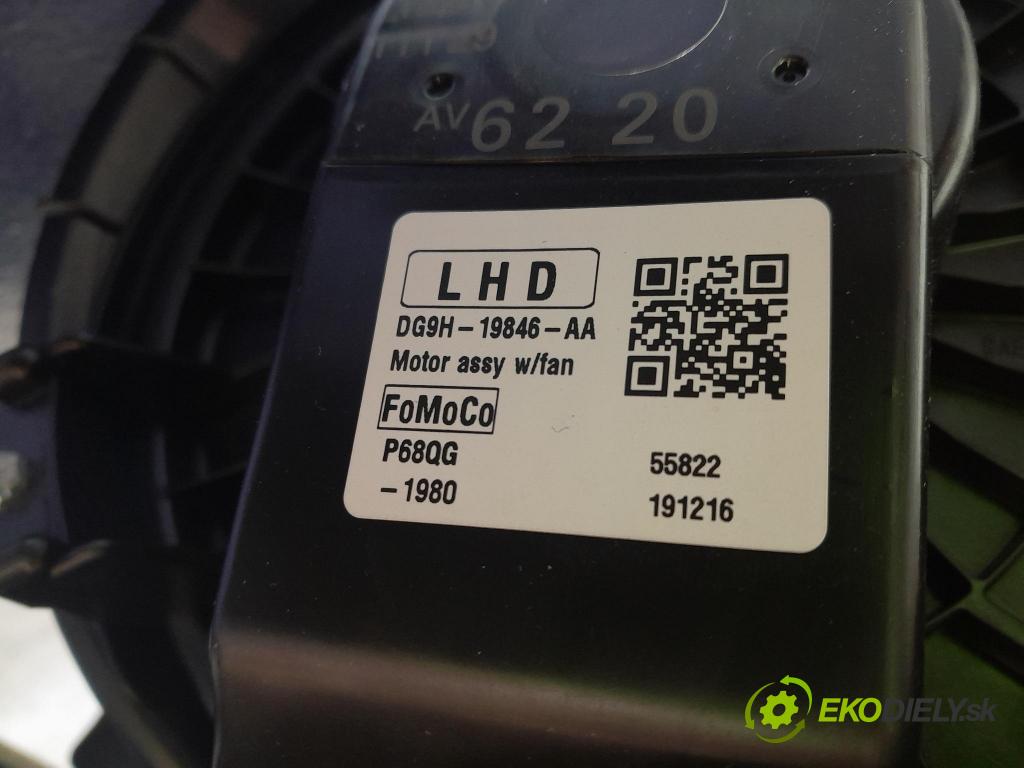 AV62 20
LHD
DG9H-19846-AA
Motor assy w/fan
FoMoCo
P68QG
-1980
55822
191216
EKODIELY.sk